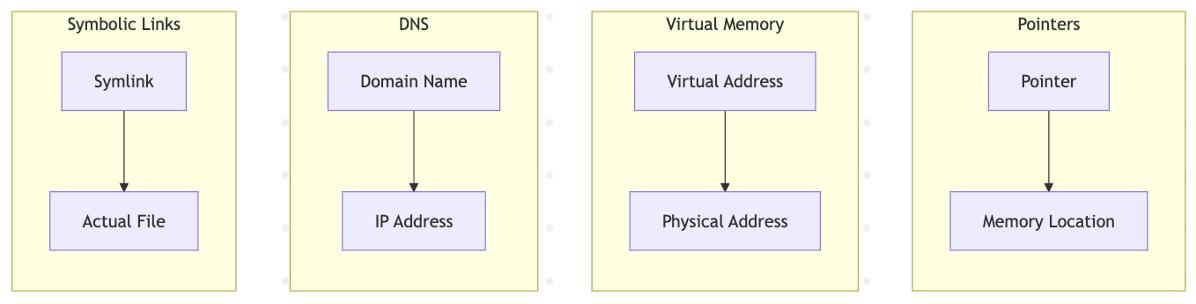 Symbolic Links
Symlink
Actual File
DNS
Domain Name
IP Address
Virtual Memory
Virtual Address
Physical Address
Pointers
Pointer
Memory Location